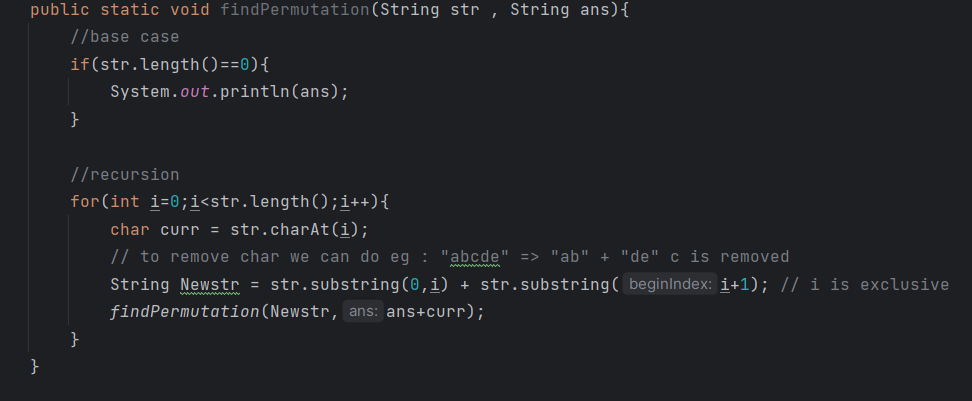 public static void findPermutation(String str , String ans){
//base case
if(str.length()==0){
System.out.println(ans);
}
//recursion
for(int i=0;i<str.length();i++){
char curr = str.charAt(i);
// to remove char we can do eg : "abcde" => "ab" + "de" c is removed
String Newstr = str.substring(0,i) + str.substring( beginIndex: i+1); // i is exclusive
findPermutation(Newstr, ans: ans+curr);
}
}